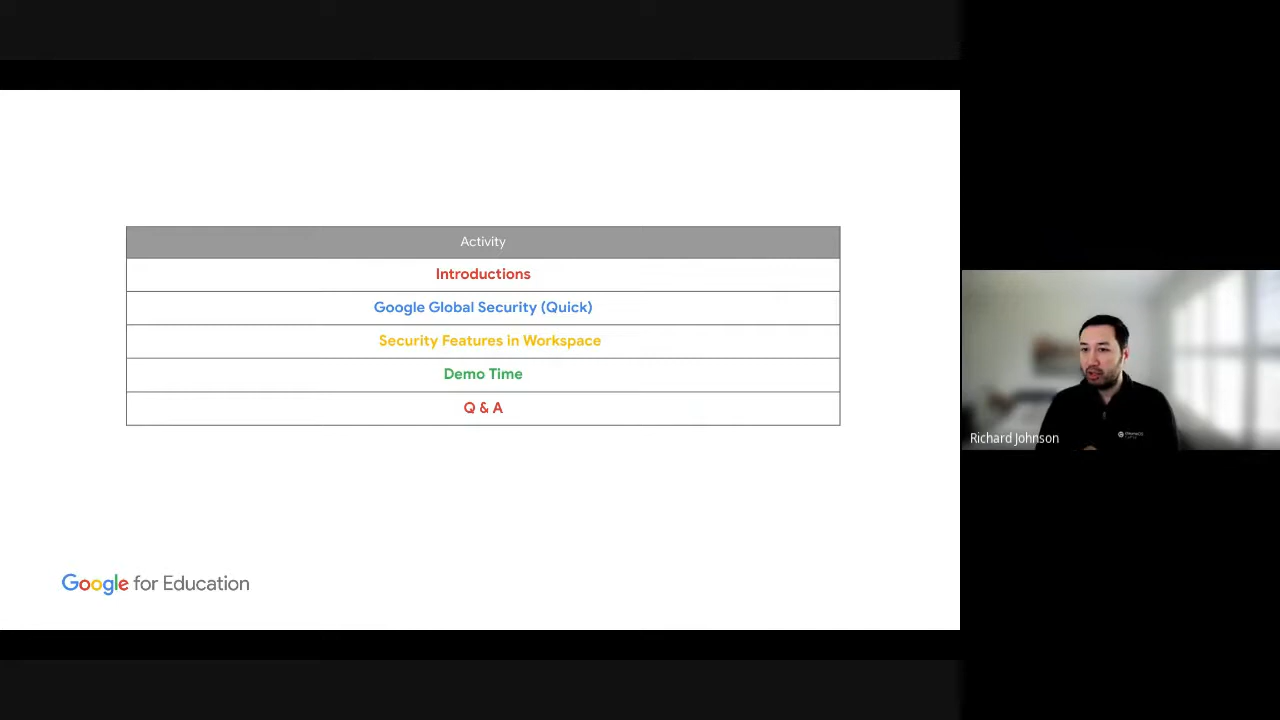 Activity
Introductions
Google Global Security (Quick)
Security Features in Workspace
Demo Time
Q & A
Richard Johnson
Google for Education